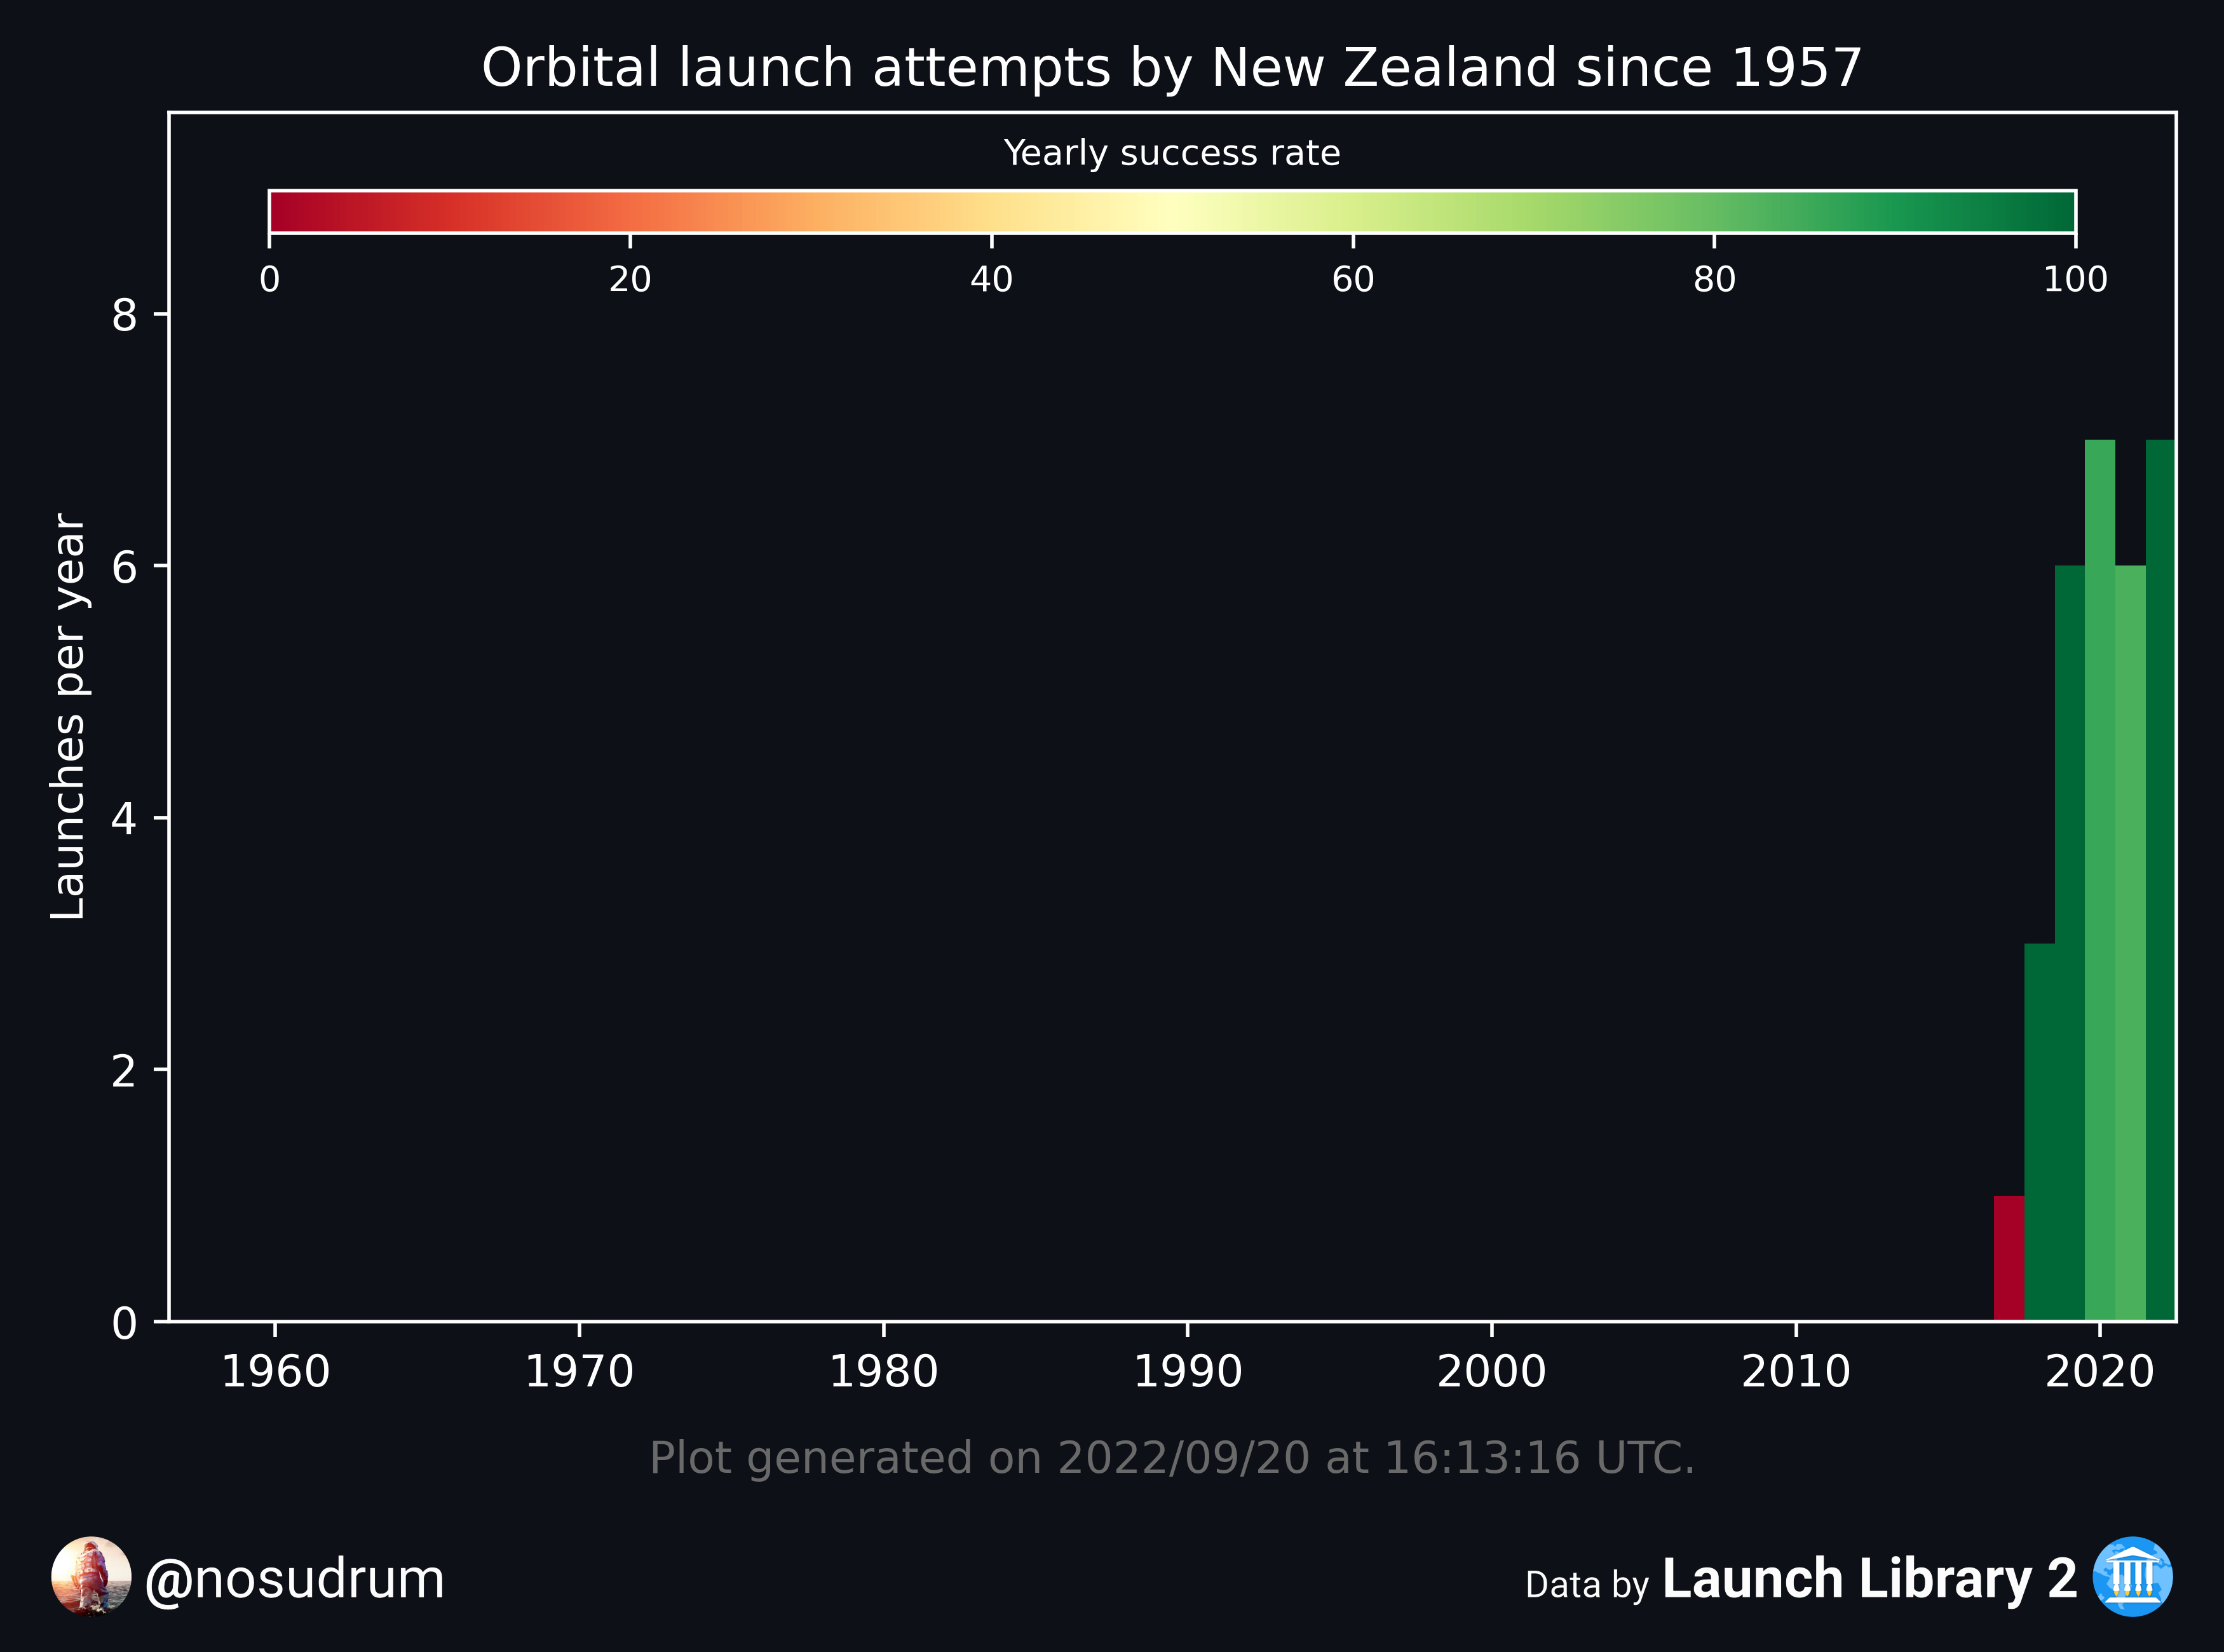 Orbital launch attempts by New Zealand since 1957
Yearly success rate
0 20 40 60 80 100
8
6
4
2
0
Launches per year
1960 1970 1980 1990 2000 2010 2020
Plot generated on 2022/09/20 at 16:13:16 UTC.
@nosudrum
Data by Launch Library 2